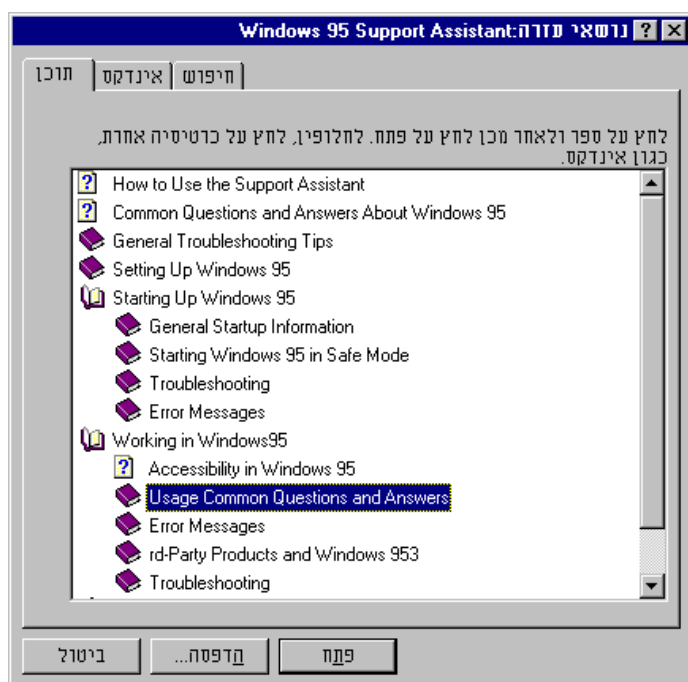 נושאי עזרה:Windows 95 Support Assistant
תוכן
אינדקס
חיפוש
לחץ על ספר ולאחר מכן לחץ על פתח. לחלופין, לחץ על כרטיסיה אחרת,
כגון אינדקס.
How to Use the Support Assistant
Common Questions and Answers About Windows 95
General Troubleshooting Tips
Setting Up Windows 95
Starting Up Windows 95
General Startup Information
Starting Windows 95 in Safe Mode
Troubleshooting
Error Messages
Working in Windows95
Accessibility in Windows 95
Usage Common Questions and Answers
Error Messages
rd-Party Products and Windows 953
Troubleshooting
ביטול
הדפסה...
פתח